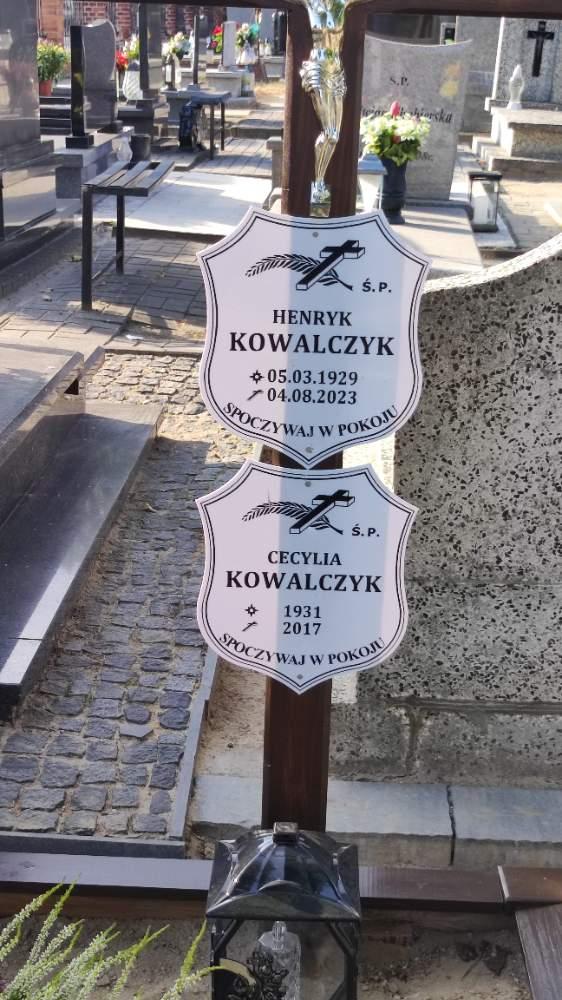 Ś.P.
Ś.P.
HENRYK
KOWALCZYK
05.03.1929
04.08.2023
SPOCZYWAJ W POKOJU
Ś.P.
CECYLIA
KOWALCZYK
1931
2017
SPOCZYWAJ W POKOJU